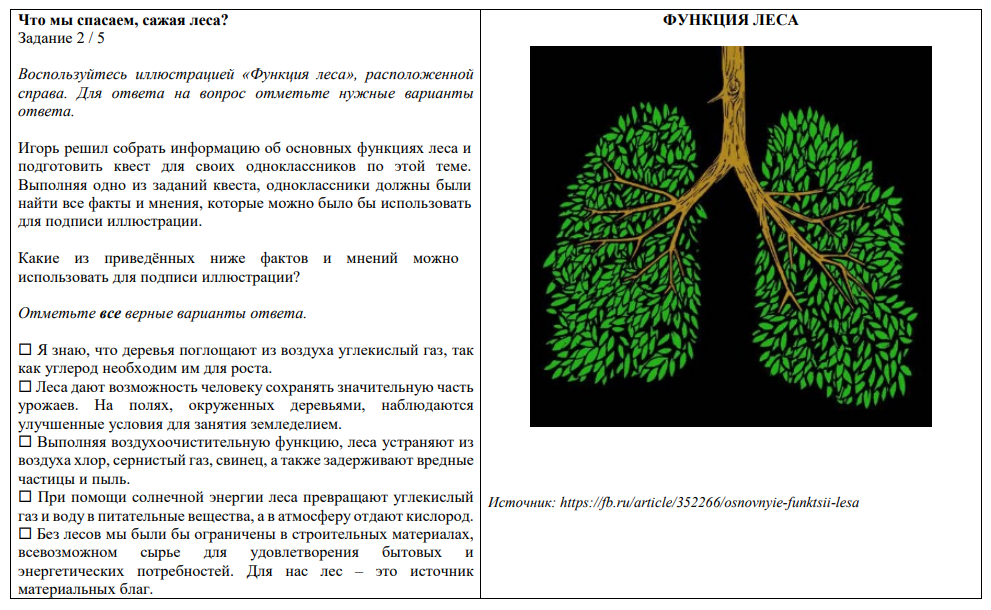 Что мы спасаем, сажая леса?
Задание 2 / 5
Воспользуйтесь иллюстрацией «Функция леса», расположенной
справа. Для ответа на вопрос отметьте нужные варианты
ответа.
Игорь решил собрать информацию об основных функциях леса и
подготовить квест для своих одноклассников по этой теме.
Выполняя одно из заданий квеста, одноклассники должны были
найти все факты и мнения, которые можно было бы использовать
для подписи иллюстрации.
Какие из приведённых ниже фактов и мнений можно
использовать для подписи иллюстрации?
Отметьте все верные варианты ответа.
☐ Я знаю, что деревья поглощают из воздуха углекислый газ, так
как углерод необходим им для роста.
☐ Леса дают возможность человеку сохранять значительную часть
урожаев. На полях, окруженных деревьями, наблюдаются
улучшенные условия для занятия земледелием.
☐ Выполняя воздухоочистительную функцию, леса устраняют из
воздуха хлор, сернистый газ, свинец, а также задерживают вредные
частицы и пыль.
☐ При помощи солнечной энергии леса превращают углекислый
газ и воду в питательные вещества, а в атмосферу отдают кислород.
☐ Без лесов мы были бы ограничены в строительных материалах,
всевозможном сырье для удовлетворения бытовых и
энергетических потребностей. Для нас лес – это источник
материальных благ.
ФУНКЦИЯ ЛЕСА
Источник: https://fb.ru/article/352266/osnovnyie-funktsii-lesa